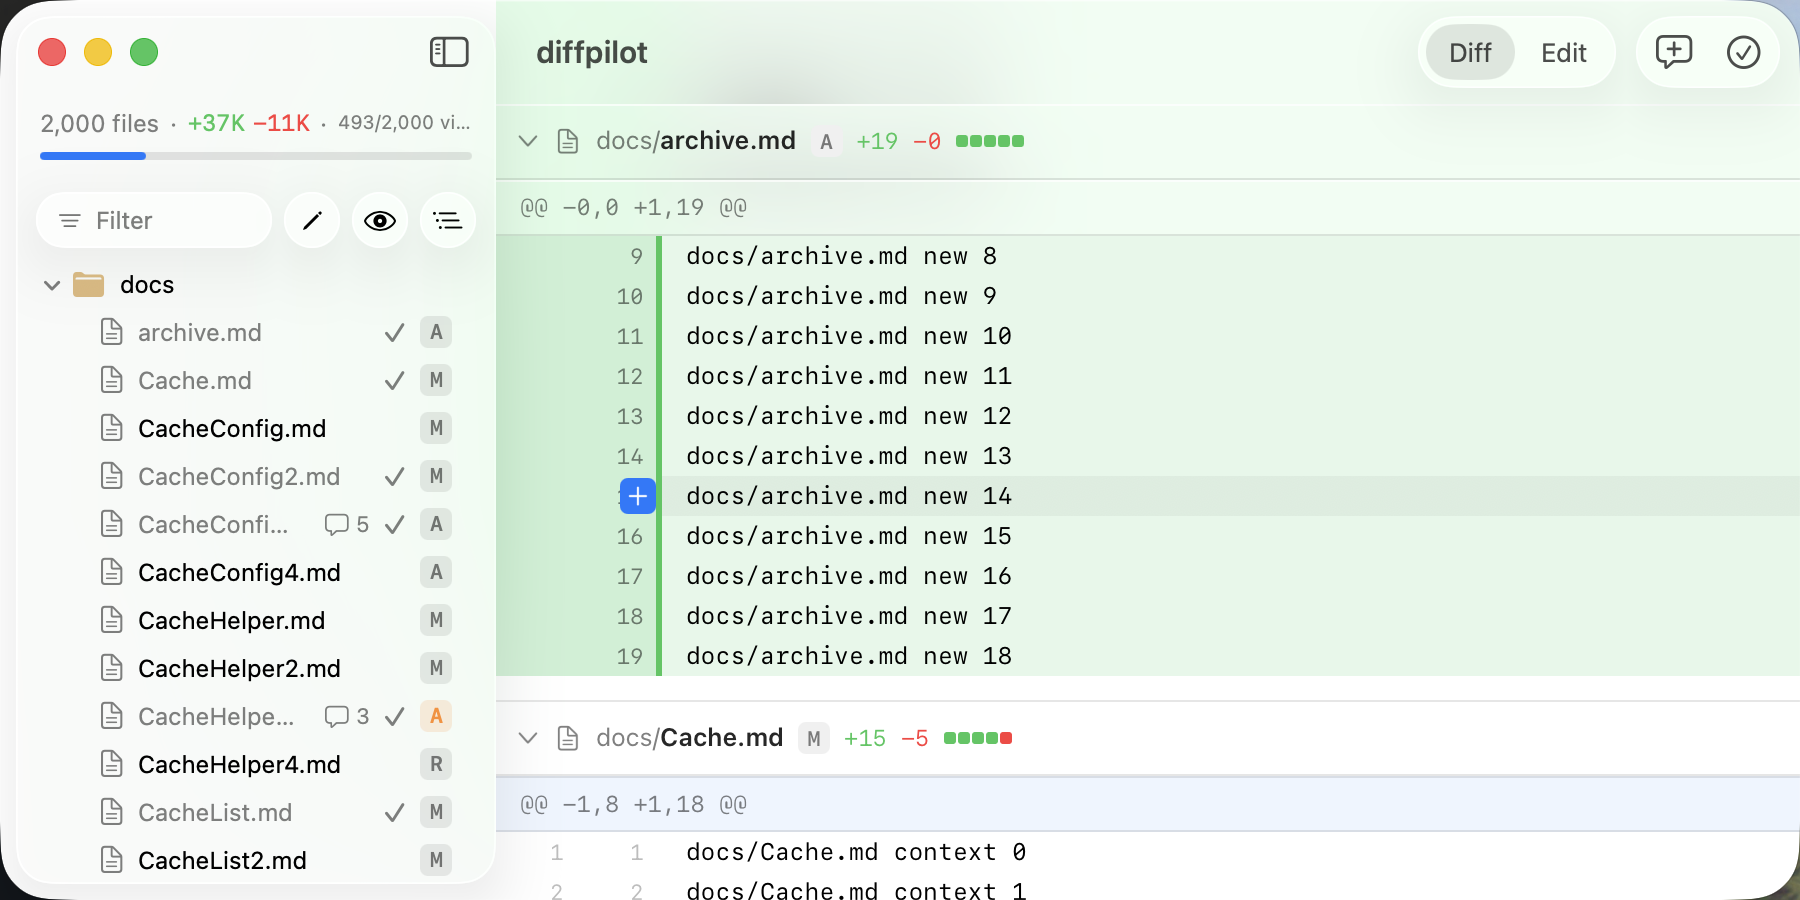 diffpilot
Diff Edit
2,000 files · +37K −11K · 493/2,000 vi...
Filter
docs
archive.md A
Cache.md M
CacheConfig.md M
CacheConfig2.md M
CacheConfi... 5 A
CacheConfig4.md A
CacheHelper.md M
CacheHelper2.md M
CacheHelpe... 3 A
CacheHelper4.md R
CacheList.md M
CacheList2.md M
docs/archive.md A +19 −0
@@ −0,0 +1,19 @@
9 docs/archive.md new 8
10 docs/archive.md new 9
11 docs/archive.md new 10
12 docs/archive.md new 11
13 docs/archive.md new 12
14 docs/archive.md new 13
docs/archive.md new 14
16 docs/archive.md new 15
17 docs/archive.md new 16
18 docs/archive.md new 17
19 docs/archive.md new 18
docs/Cache.md M +15 −5
@@ −1,8 +1,18 @@
1 1 docs/Cache.md context 0
2 2 docs/Cache.md context 1